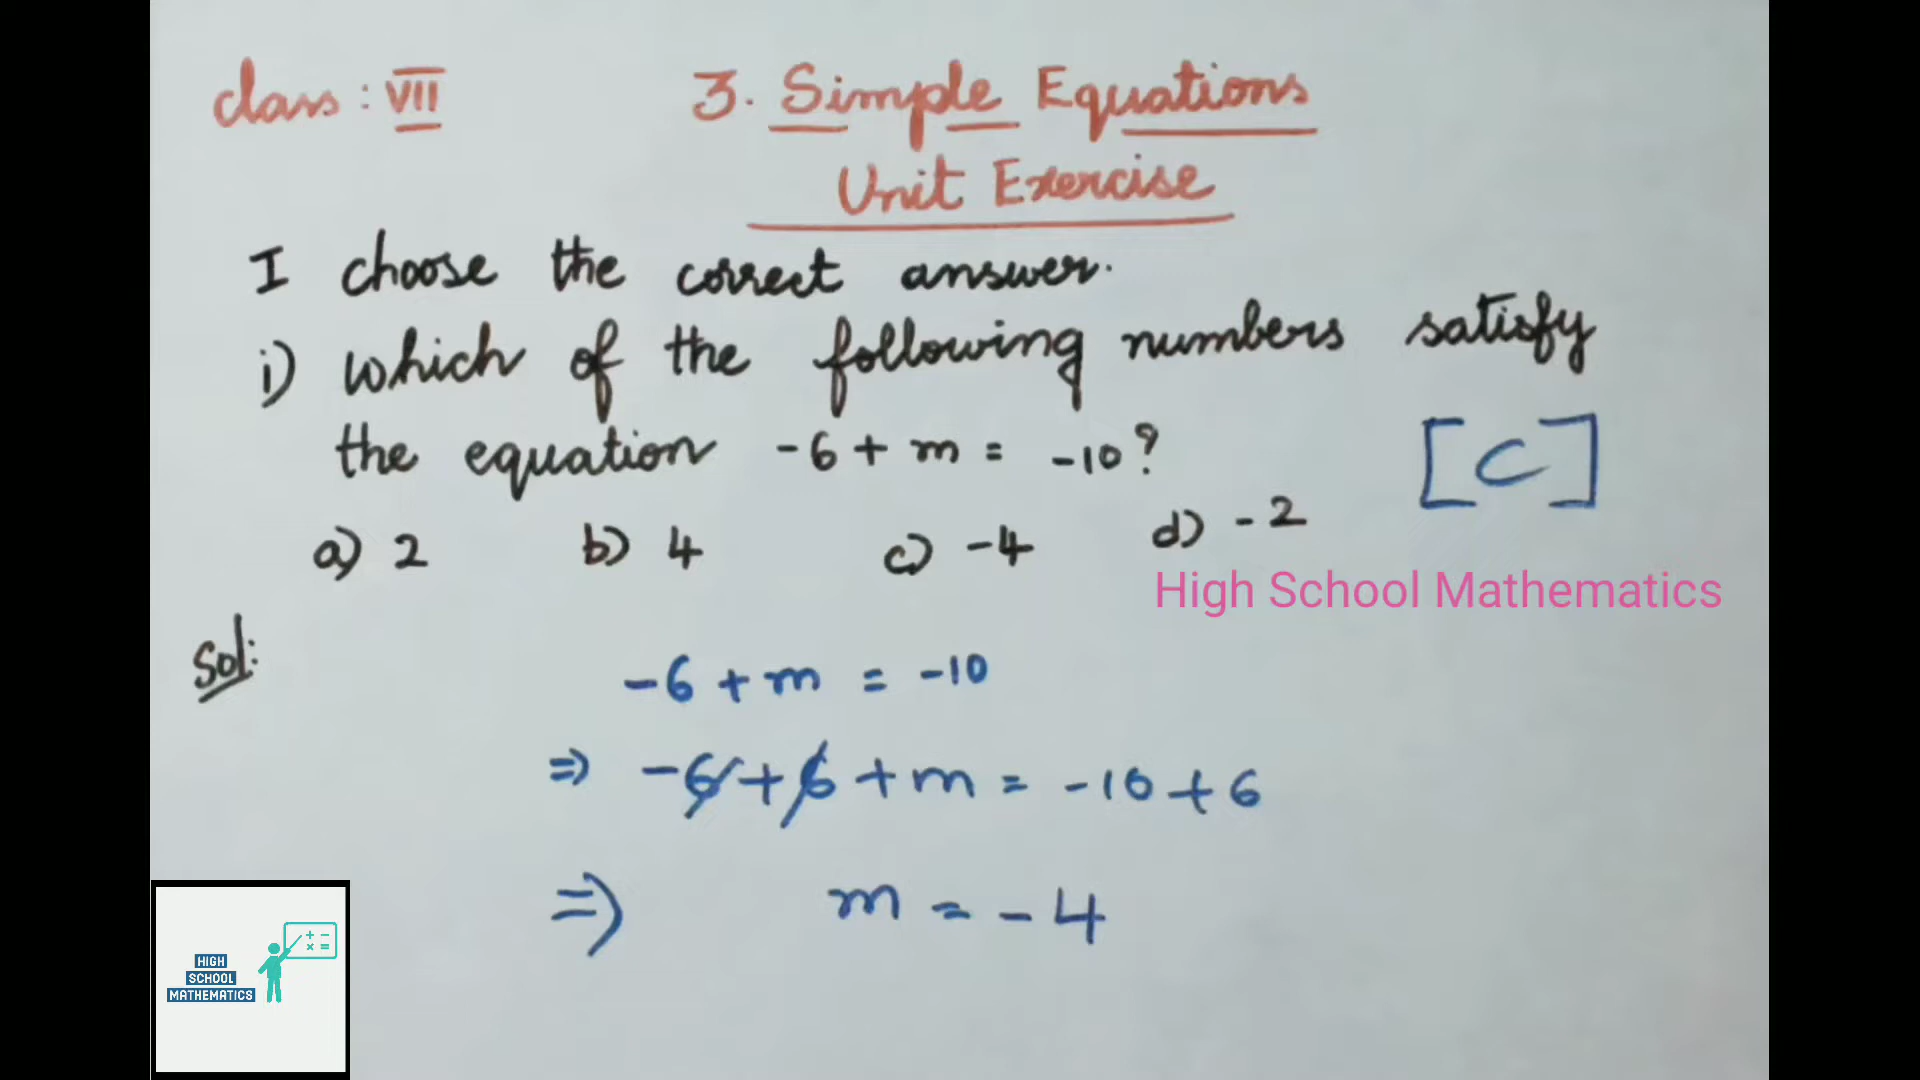 class : VII
3. Simple Equations
Unit Exercise
I choose the correct answer.
i) which of the following numbers satisfy
the equation -6 + m = -10?
[C]
a) 2 b) 4 c) -4 d) -2
High School Mathematics
Sol:
-6 + m = -10
⇒ -6 + 6 + m = -10 + 6
⇒ m = -4
HIGH
SCHOOL
MATHEMATICS
+ −
× =